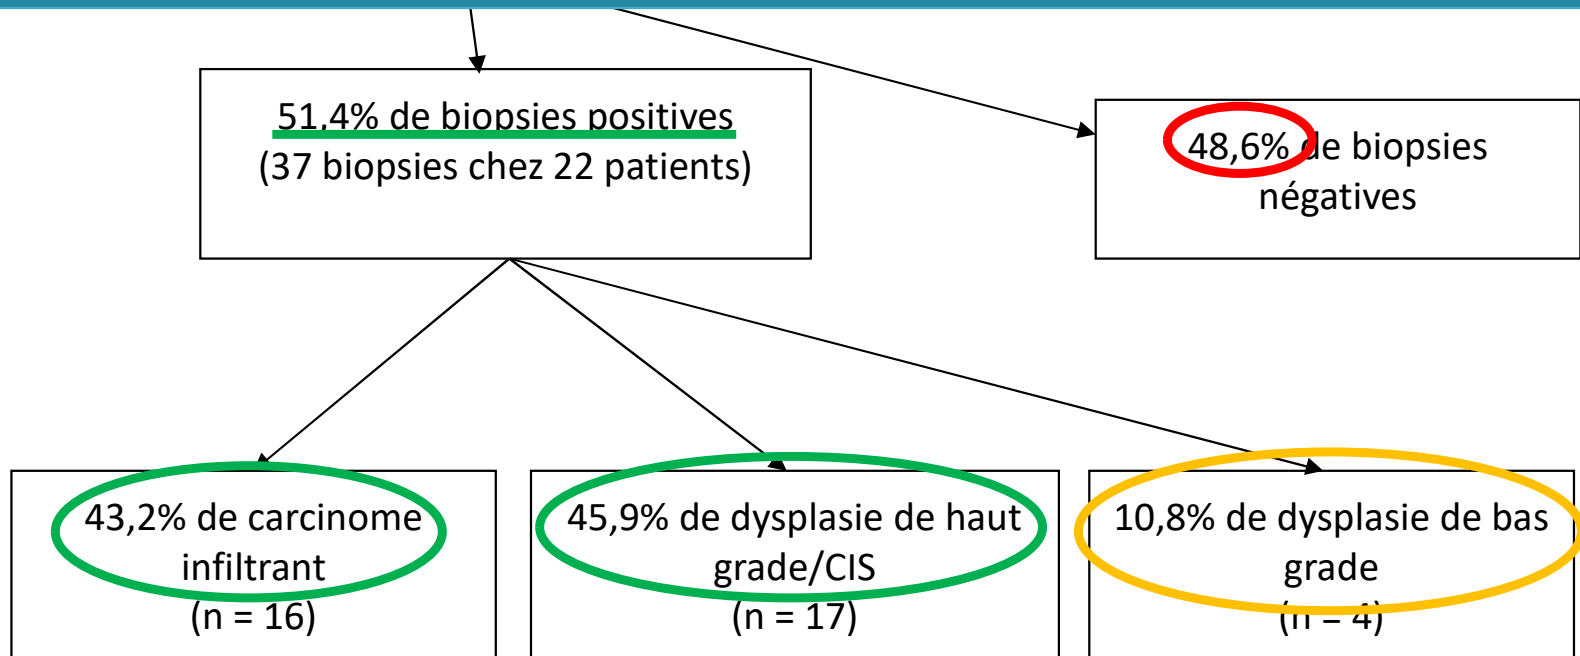 51,4% de biopsies positives
(37 biopsies chez 22 patients)
48,6% de biopsies
négatives
43,2% de carcinome
infiltrant
(n = 16)
45,9% de dysplasie de haut
grade/CIS
(n = 17)
10,8% de dysplasie de bas
grade
(n = 4)